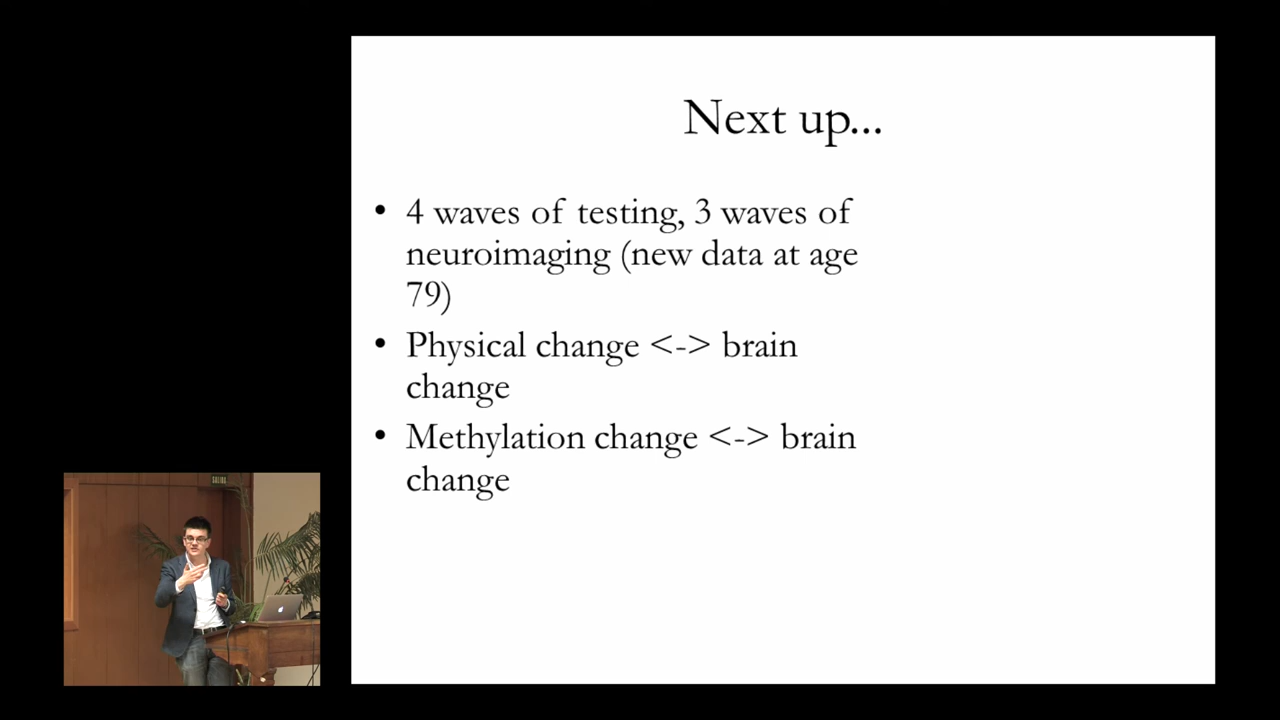 Next up...
• 4 waves of testing, 3 waves of
neuroimaging (new data at age
79)
• Physical change <-> brain
change
• Methylation change <-> brain
change
SALIDA